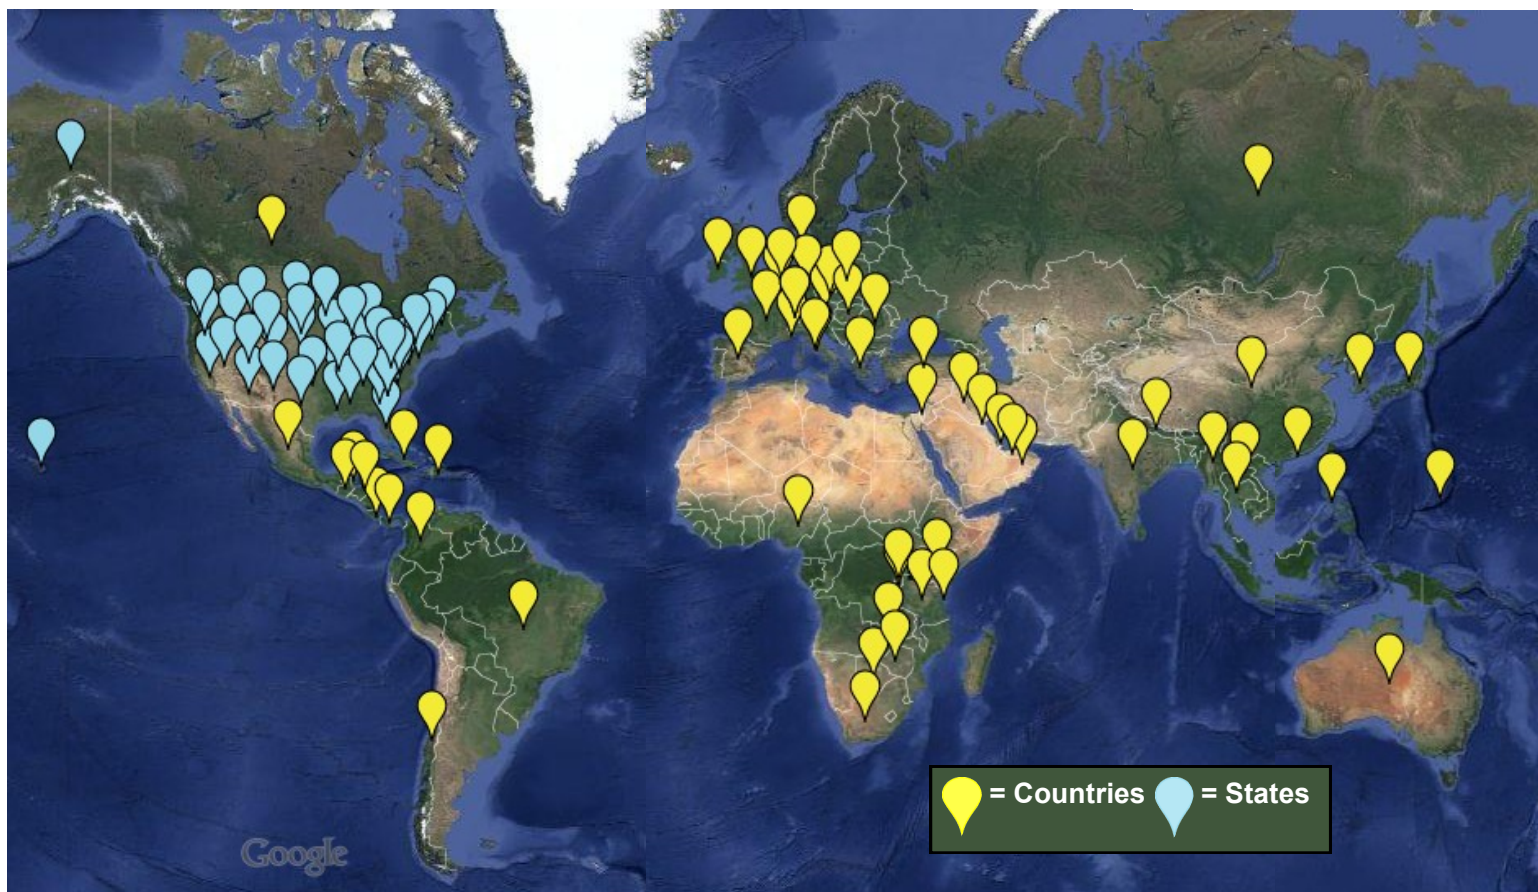 = Countries = States
Google